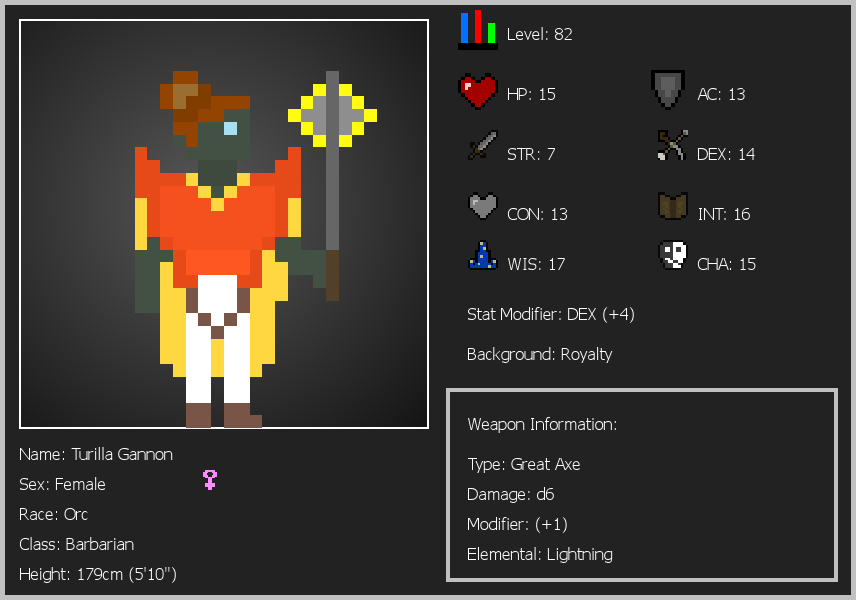 Level: 82
HP: 15
AC: 13
STR: 7
DEX: 14
CON: 13
INT: 16
WIS: 17
CHA: 15
Stat Modifier: DEX (+4)
Background: Royalty
Weapon Information:
Type: Great Axe
Damage: d6
Modifier: (+1)
Elemental: Lightning
Name: Turilla Gannon
Sex: Female
Race: Orc
Class: Barbarian
Height: 179cm (5'10")